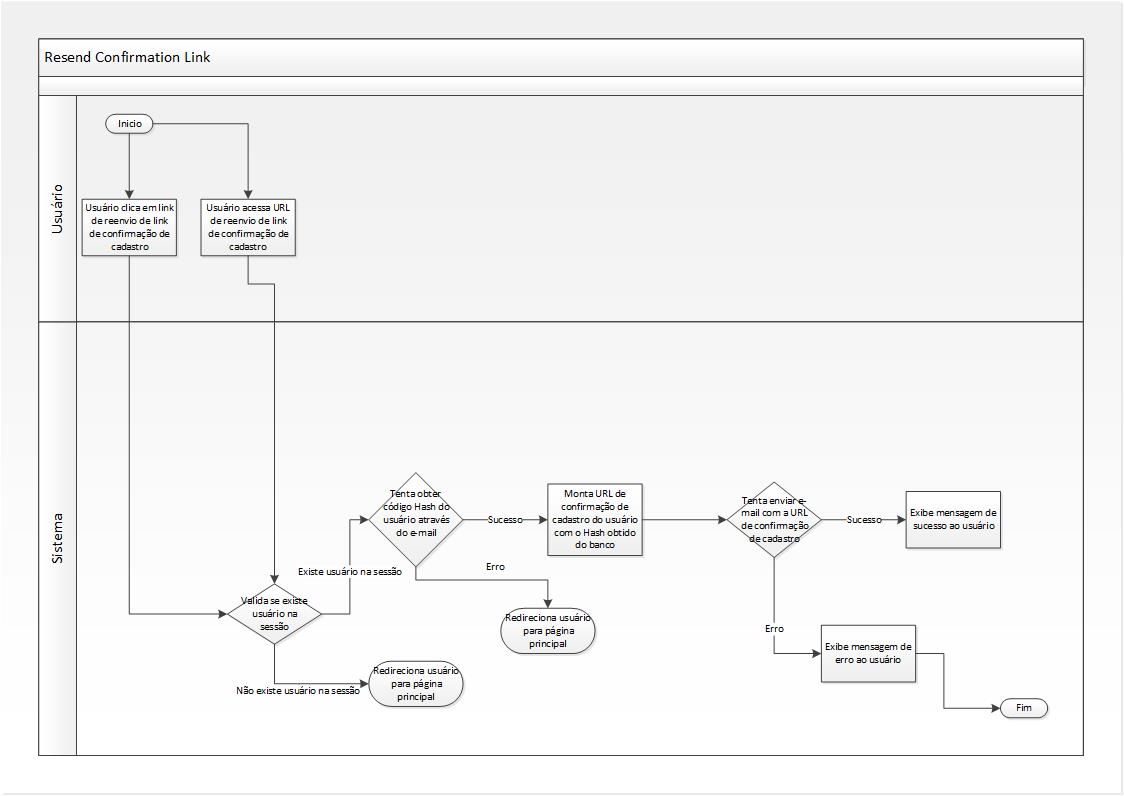 Resend Confirmation Link
Usuário
Inicio
Usuário clica em link
de reenvio de link
de confirmação de
cadastro
Usuário acessa URL
de reenvio de link
de confirmação de
cadastro
Sistema
Tenta obter
código Hash do
usuário através
do e-mail
Sucesso
Monta URL de
confirmação de
cadastro do usuário
com o Hash obtido
do banco
Tenta enviar e-
mail com a URL
de confirmação
de cadastro
Sucesso
Exibe mensagem de
sucesso ao usuário
Existe usuário na sessão
Erro
Valida se existe
usuário na
sessão
Redireciona usuário
para página
principal
Erro
Exibe mensagem de
erro ao usuário
Não existe usuário na sessão
Redireciona usuário
para página
principal
Fim